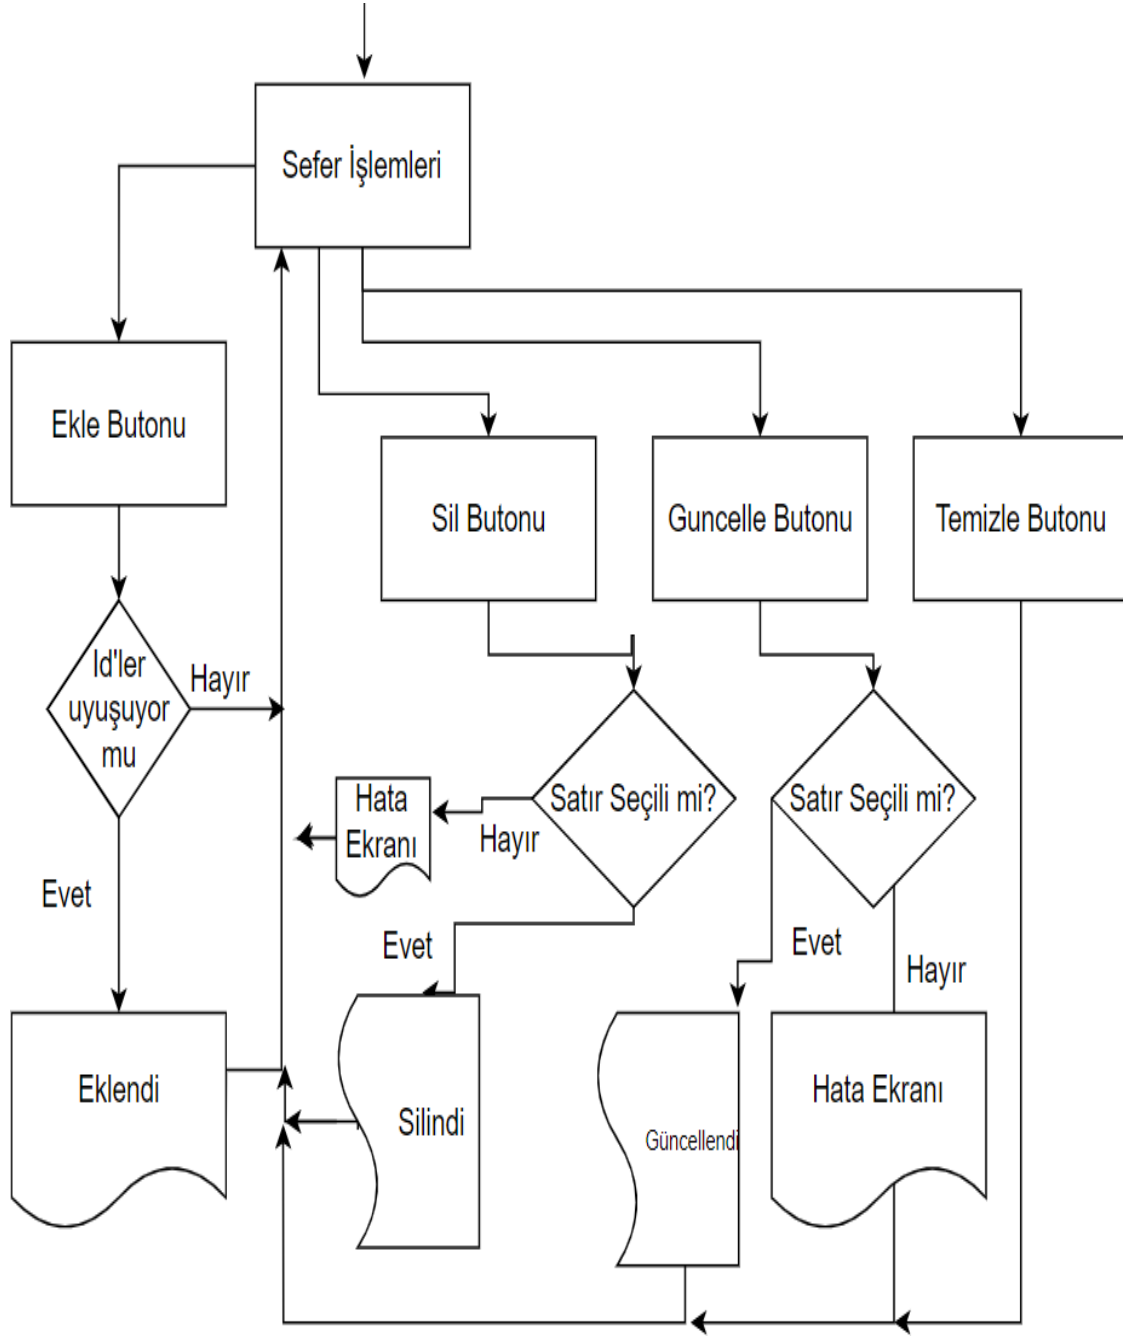 Sefer İşlemleri
Ekle Butonu
Sil Butonu
Guncelle Butonu
Temizle Butonu
Id'ler
uyuşuyor
mu
Hayır
Satır Seçili mi?
Satır Seçili mi?
Hata
Ekranı
Hayır
Evet
Evet
Evet
Hayır
Eklendi
Silindi
Güncellendi
Hata Ekranı